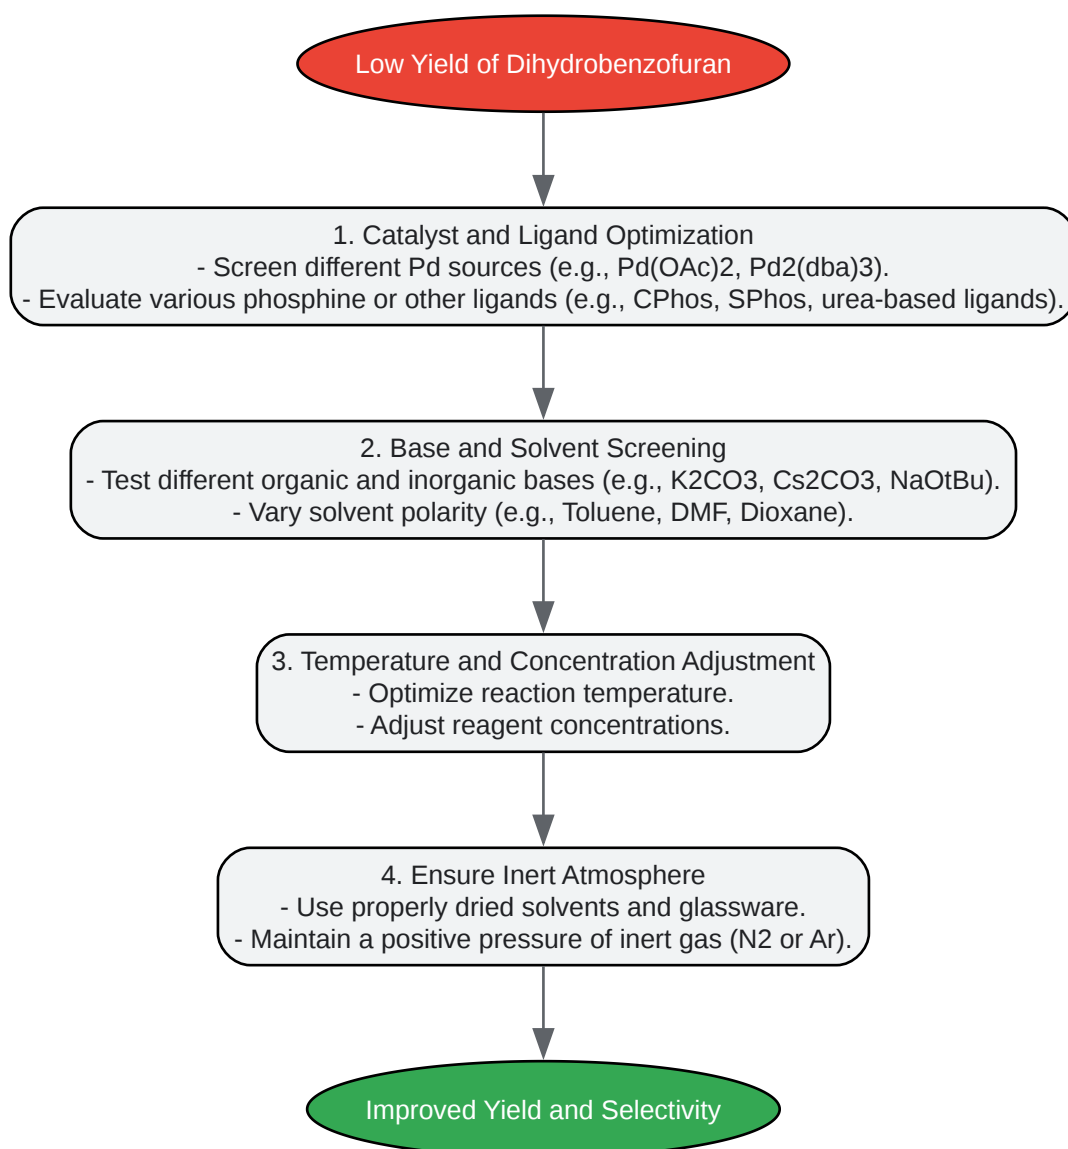 Low Yield of Dihydrobenzofuran
1. Catalyst and Ligand Optimization
- Screen different Pd sources (e.g., Pd(OAc)2, Pd2(dba)3).
- Evaluate various phosphine or other ligands (e.g., CPhos, SPhos, urea-based ligands).
2. Base and Solvent Screening
- Test different organic and inorganic bases (e.g., K2CO3, Cs2CO3, NaOtBu).
- Vary solvent polarity (e.g., Toluene, DMF, Dioxane).
3. Temperature and Concentration Adjustment
- Optimize reaction temperature.
- Adjust reagent concentrations.
4. Ensure Inert Atmosphere
- Use properly dried solvents and glassware.
- Maintain a positive pressure of inert gas (N2 or Ar).
Improved Yield and Selectivity